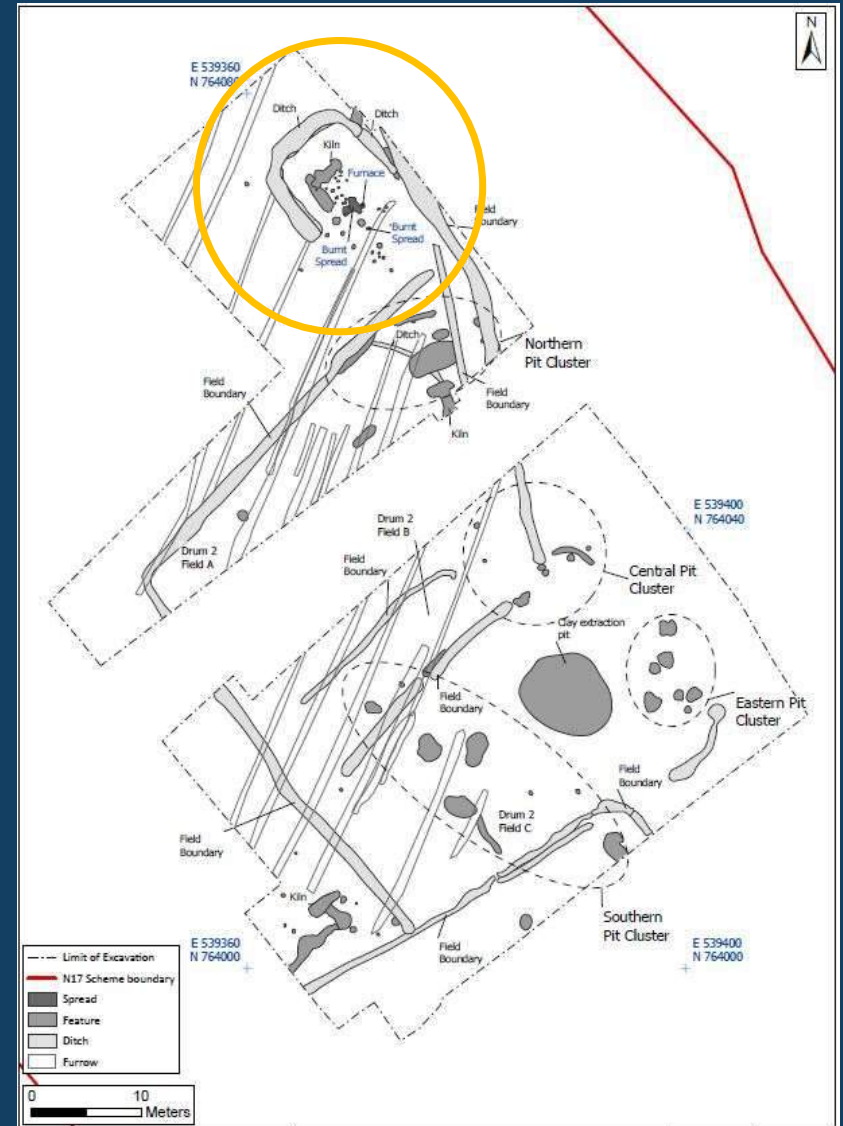 N
E 539360
N 764080
Ditch
Ditch
Kiln
Furnace
Field
Boundary
Burnt
Spread
Burnt
Spread
Ditch
Northern
Pit Cluster
Field
Boundary
Field
Boundary
Kiln
E 539400
N 764040
Drum 2
Field B
Drum 2
Field A
Field
Boundary
Central Pit
Cluster
Clay extraction
pit
Field
Boundary
Eastern Pit
Cluster
Field
Boundary
Drum 2
Field C
Field
Boundary
Kiln
Southern
Pit Cluster
E 539360
N 764000
Field
Boundary
E 539400
N 764000
Limit of Excavation
N17 Scheme boundary
Spread
Feature
Ditch
Furrow
0 10
Meters